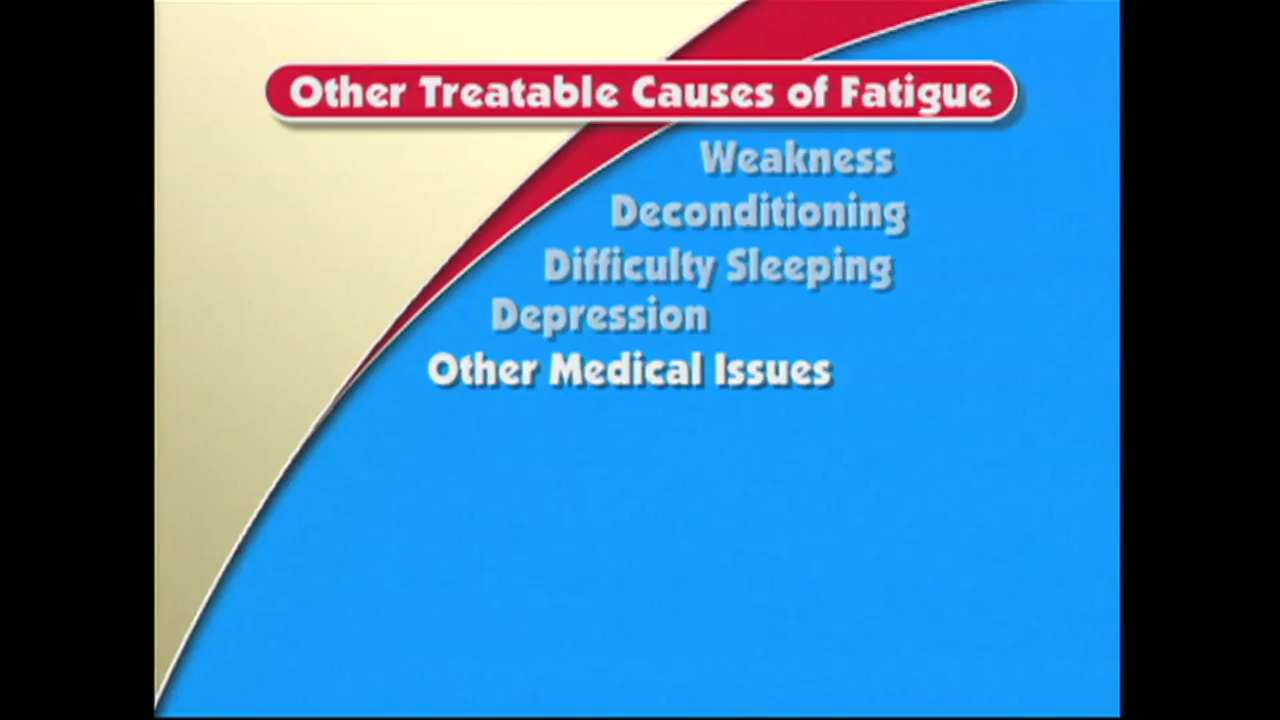 Other Treatable Causes of Fatigue
Weakness
Deconditioning
Difficulty Sleeping
Depression
Other Medical Issues